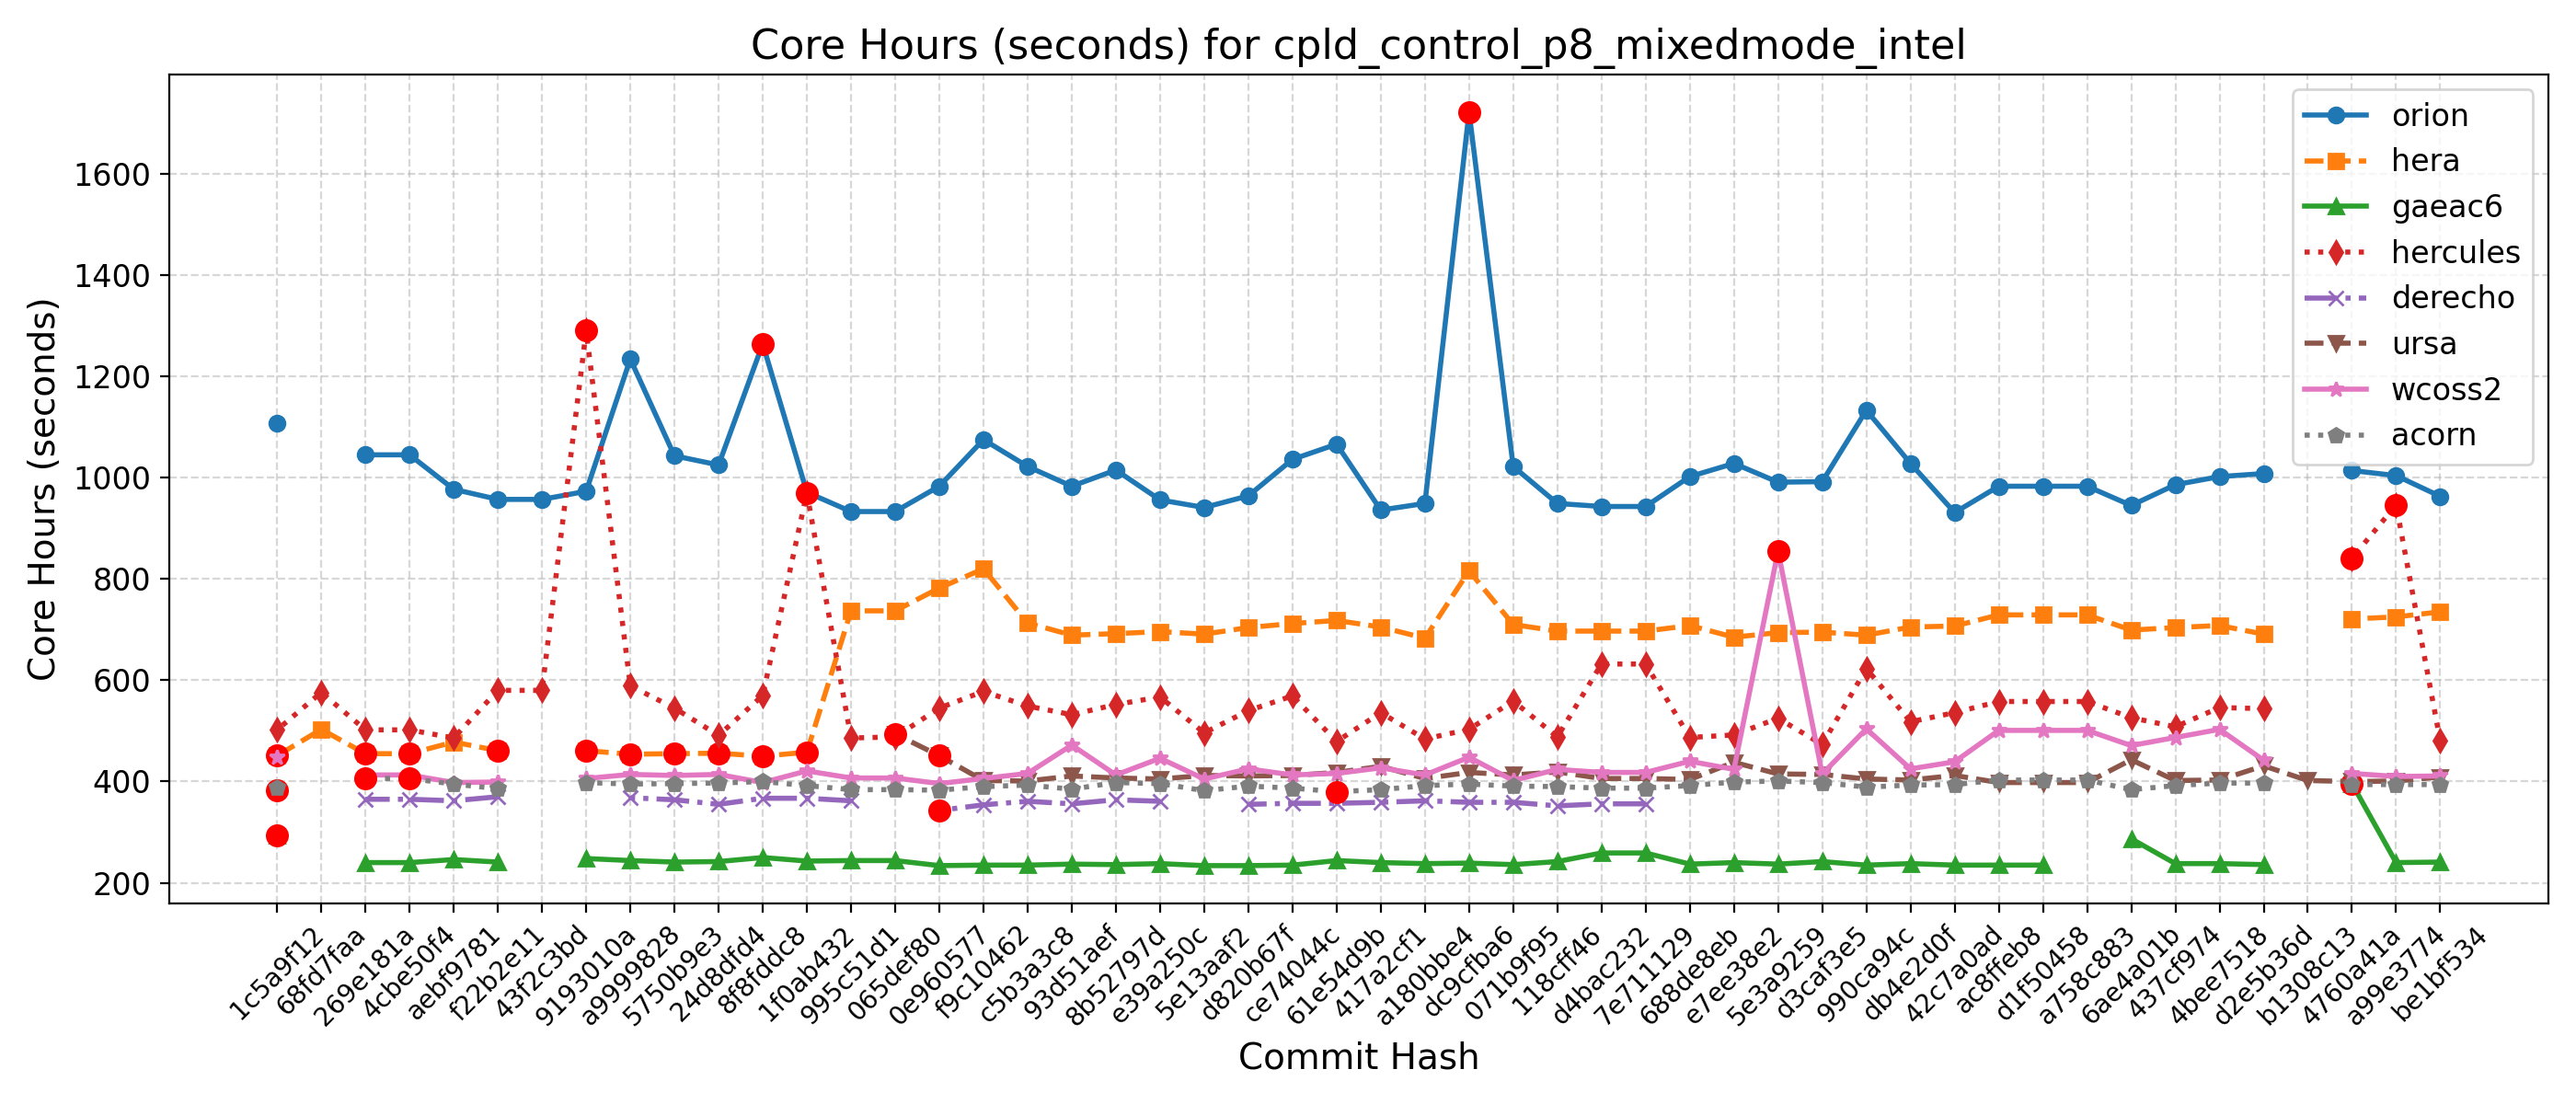 Core Hours (seconds) for cpld_control_p8_mixedmode_intel
Core Hours (seconds)
1600
1400
1200
1000
800
600
400
200
orion
hera
gaeac6
hercules
derecho
ursa
wcoss2
acorn
1c5a9f12
68fd7faa
269e181a
4cbe50f4
aebf9781
f22b2e11
43f2c3bd
9193010a
a9999828
5750b9e3
24d8dfd4
8f8fddc8
1f0ab432
995c51d1
065def80
0e960577
f9c10462
c5b3a3c8
93d51aef
8b52797d
e39a250c
5e13aaf2
d820b67f
ce74044c
61e54d9b
417a2cf1
a180bbe4
dc9cfba6
071b9f95
118cff46
d4bac232
7e711129
688de8eb
e7ee38e2
5e3a9259
d3caf3e5
990ca94c
db4e2d0f
42c7a0ad
ac8ffeb8
d1f50458
a758c883
6ae4a01b
437cf974
4bee7518
d2e5b36d
b1308c13
4760a41a
a99e3774
be1bf534
Commit Hash